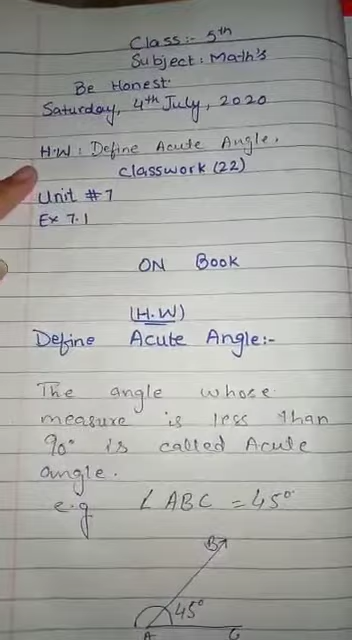 Class:- 5th
Subject: Math's
Be Honest.
Saturday, 4th July, 2020
H.W: Define Acute Angle.
Classwork (22)
Unit #7
Ex 7.1
ON Book
(H.W)
Define Acute Angle:-
The angle whose
measure is less than
90° is called Acute
angle.
e.g ∠ABC = 45°
B
45°
A C